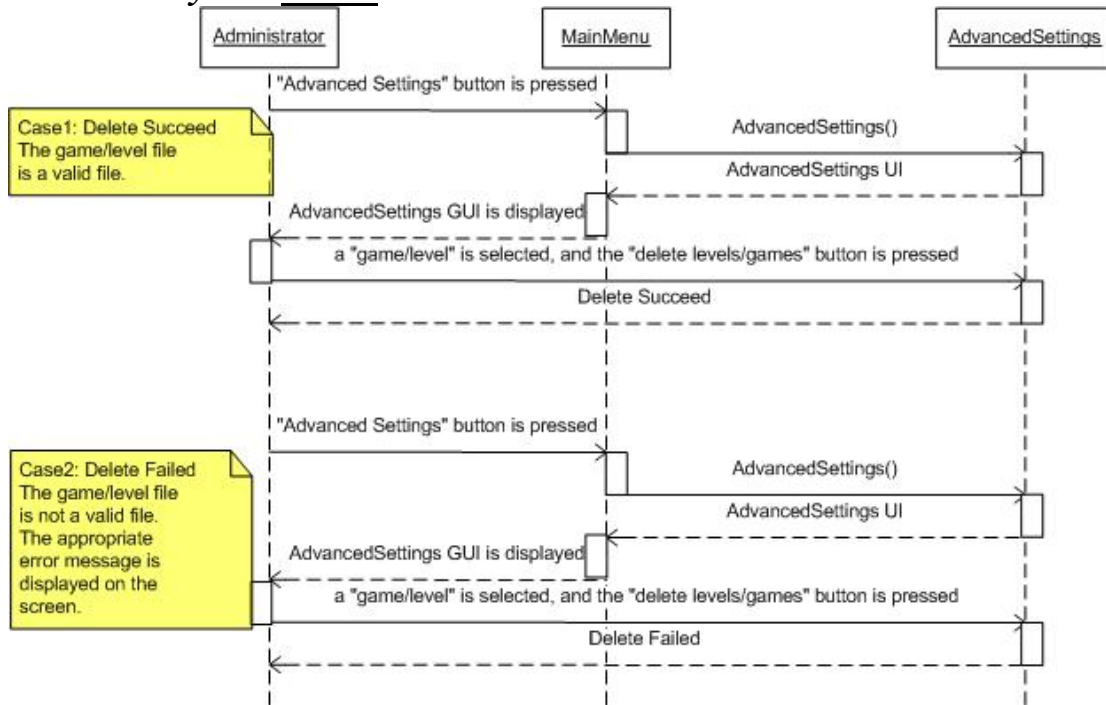 Administrator
MainMenu
AdvancedSettings
"Advanced Settings" button is pressed
Case1: Delete Succeed
The game/level file
is a valid file.
AdvancedSettings()
AdvancedSettings UI
AdvancedSettings GUI is displayed
a "game/level" is selected, and the "delete levels/games" button is pressed
Delete Succeed
"Advanced Settings" button is pressed
Case2: Delete Failed
The game/level file
is not a valid file.
The appropriate
error message is
displayed on the
screen.
AdvancedSettings()
AdvancedSettings UI
AdvancedSettings GUI is displayed
a "game/level" is selected, and the "delete levels/games" button is pressed
Delete Failed